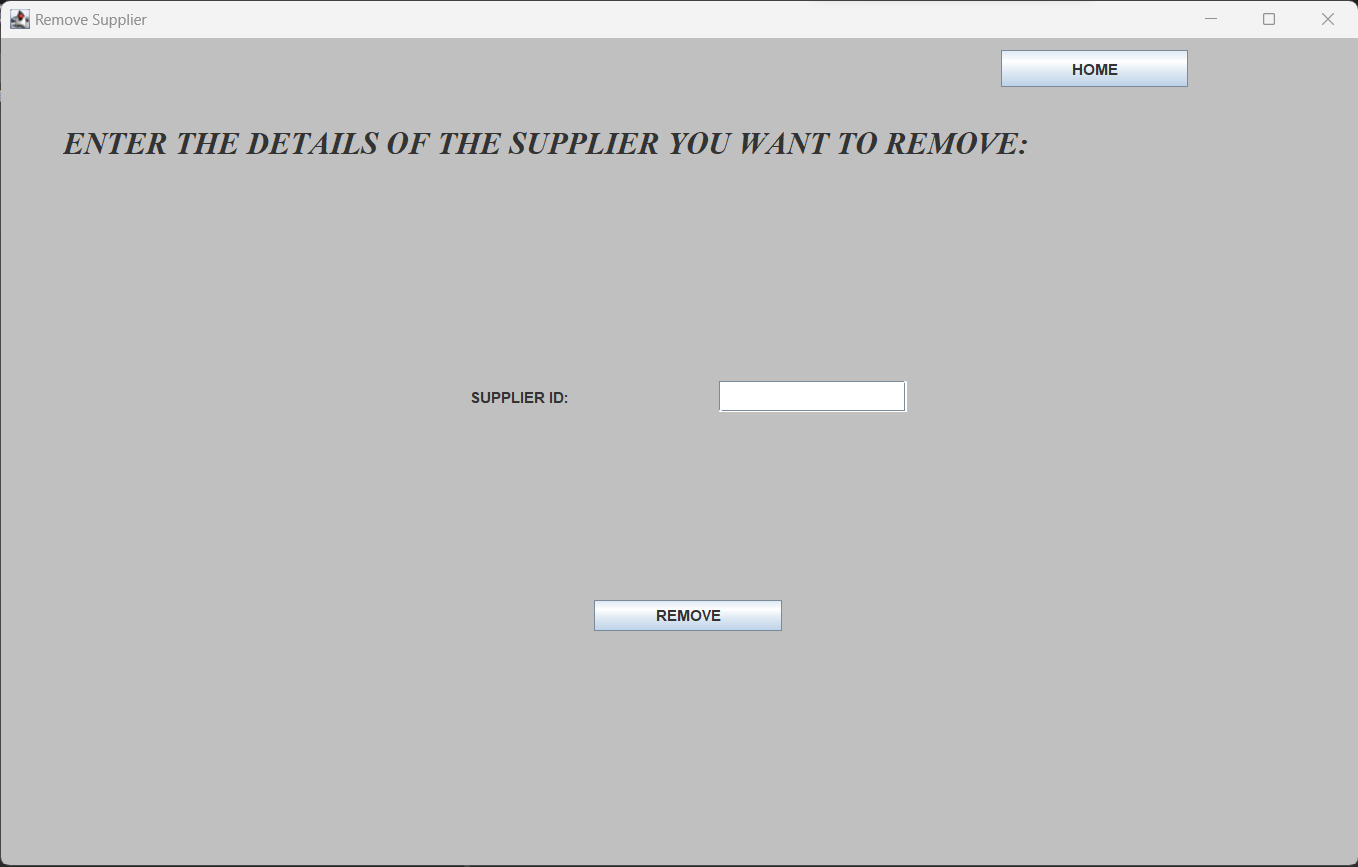 Remove Supplier
HOME
ENTER THE DETAILS OF THE SUPPLIER YOU WANT TO REMOVE:
SUPPLIER ID:
REMOVE